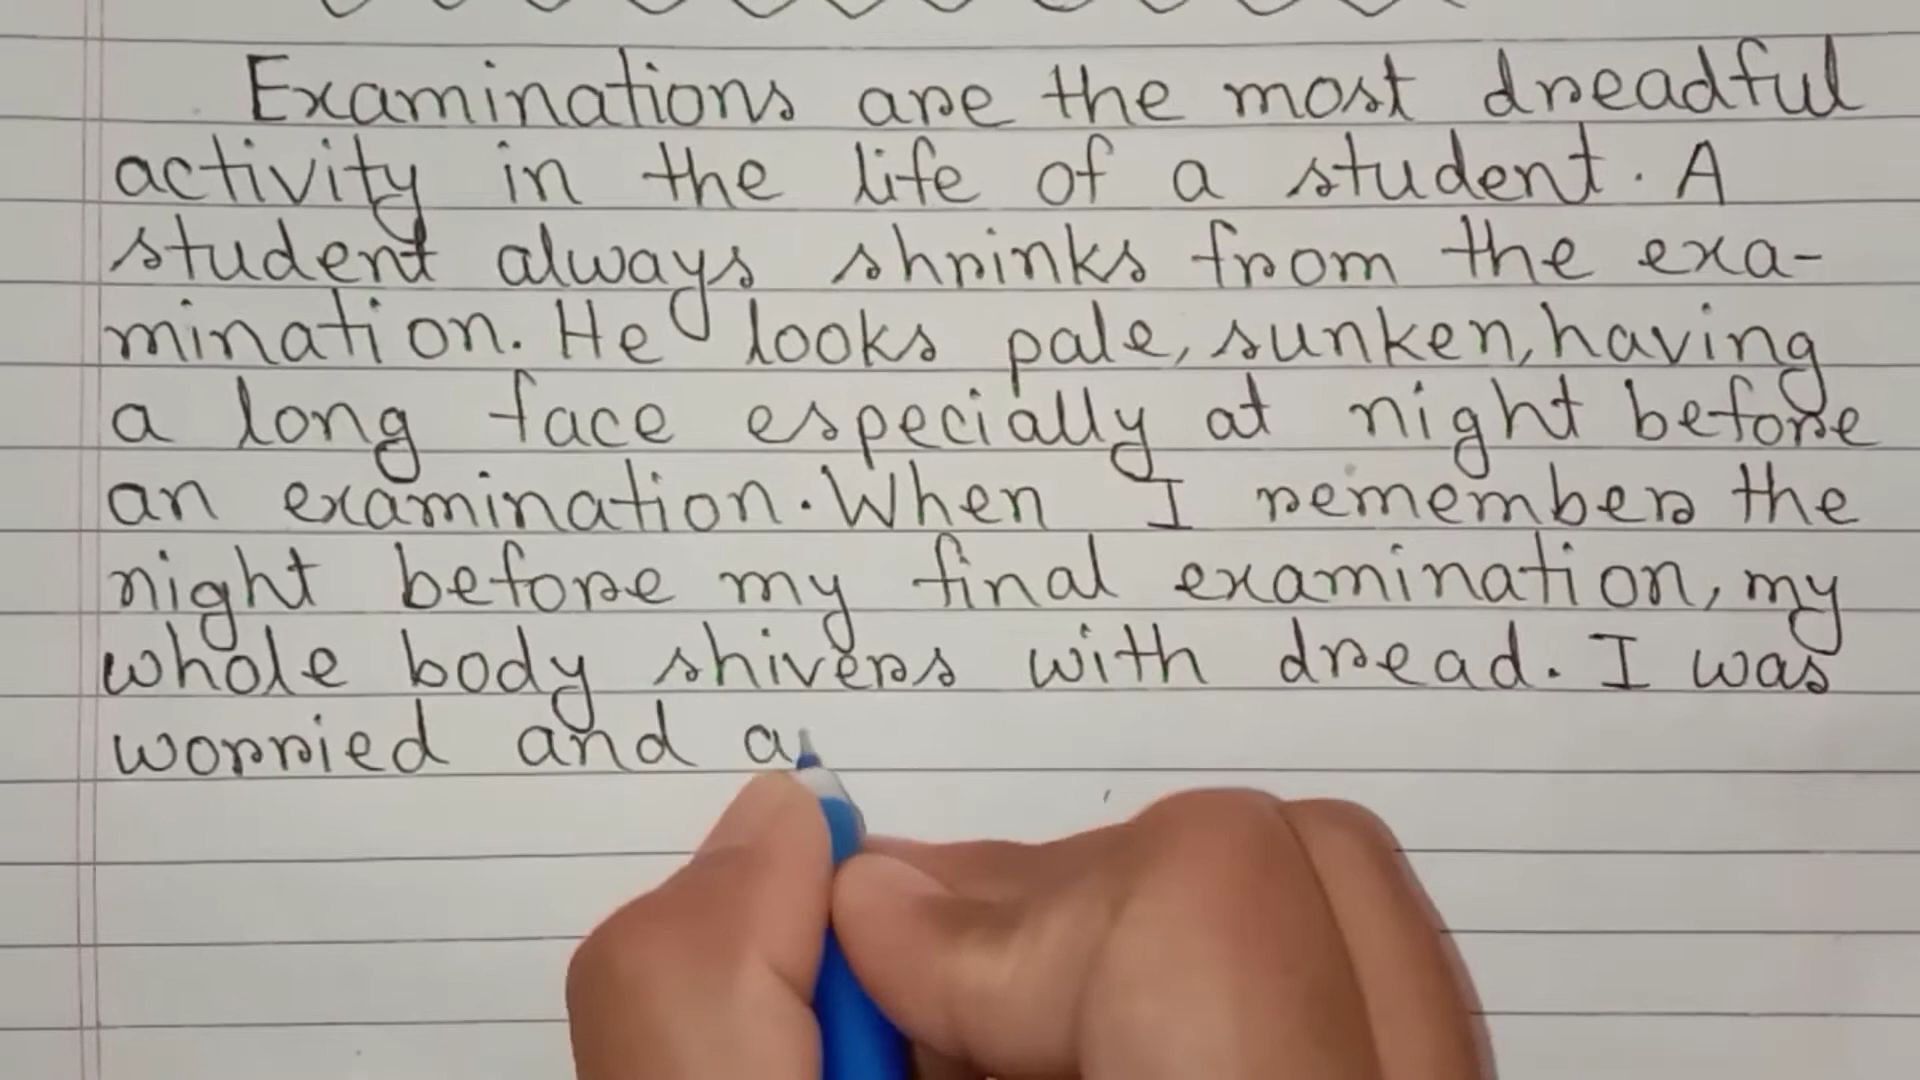 Examinations are the most dreadful
activity in the life of a student. A
student always shrinks from the exa-
mination. He looks pale, sunken, having
a long face especially at night before
an examination. When I remember the
night before my final examination, my
whole body shivers with dread. I was
worried and a